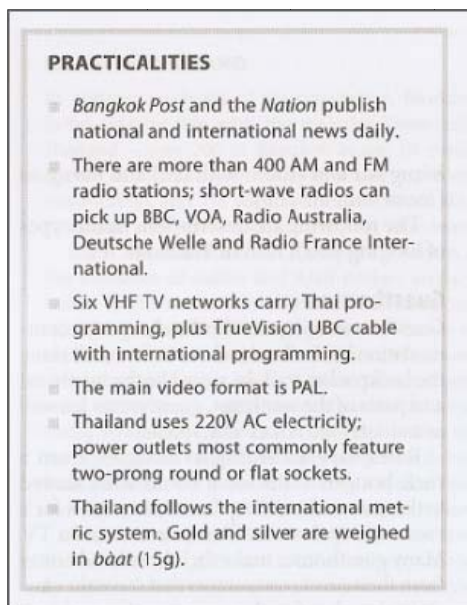 PRACTICALITIES
Bangkok Post and the Nation publish
national and international news daily.
There are more than 400 AM and FM
radio stations; short-wave radios can
pick up BBC, VOA, Radio Australia,
Deutsche Welle and Radio France Inter-
national.
Six VHF TV networks carry Thai pro-
gramming, plus TrueVision UBC cable
with international programming.
The main video format is PAL.
Thailand uses 220V AC electricity;
power outlets most commonly feature
two-prong round or flat sockets.
Thailand follows the international met-
ric system. Gold and silver are weighed
in bàat (15g).